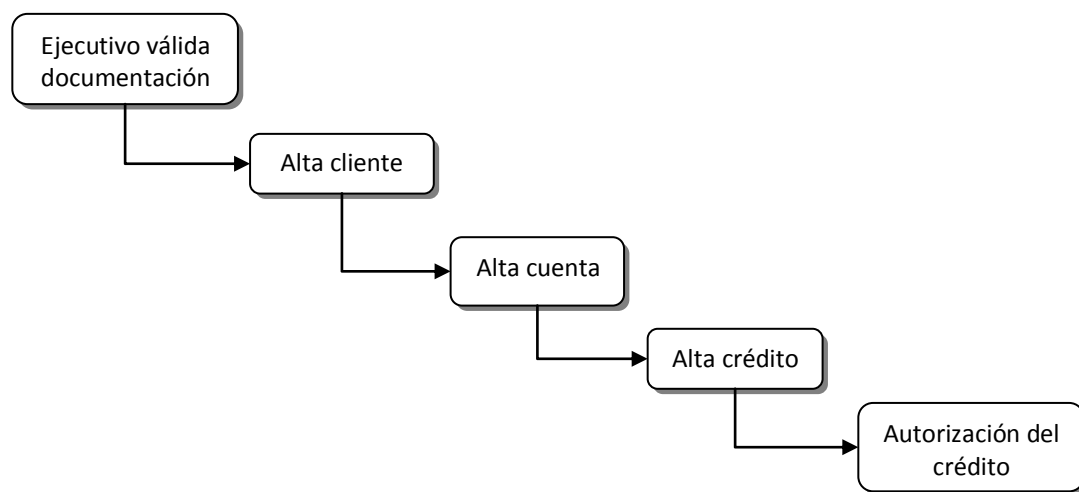 Ejecutivo válida
documentación
Alta cliente
Alta cuenta
Alta crédito
Autorización del
crédito